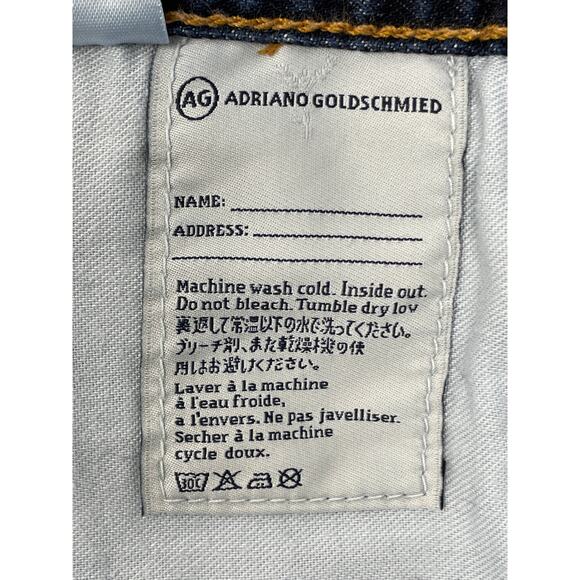 AG ADRIANO GOLDSCHMIED
NAME:
ADDRESS:
Machine wash cold. Inside out.
Do not bleach. Tumble dry low
裏返して常温以下の水で洗ってください。
ブリーチ剤、また乾燥機の使
用はお避けください。
Laver à la machine
à l'eau froide,
a l'envers. Ne pas javelliser.
Secher à la machine
cycle doux.
30C